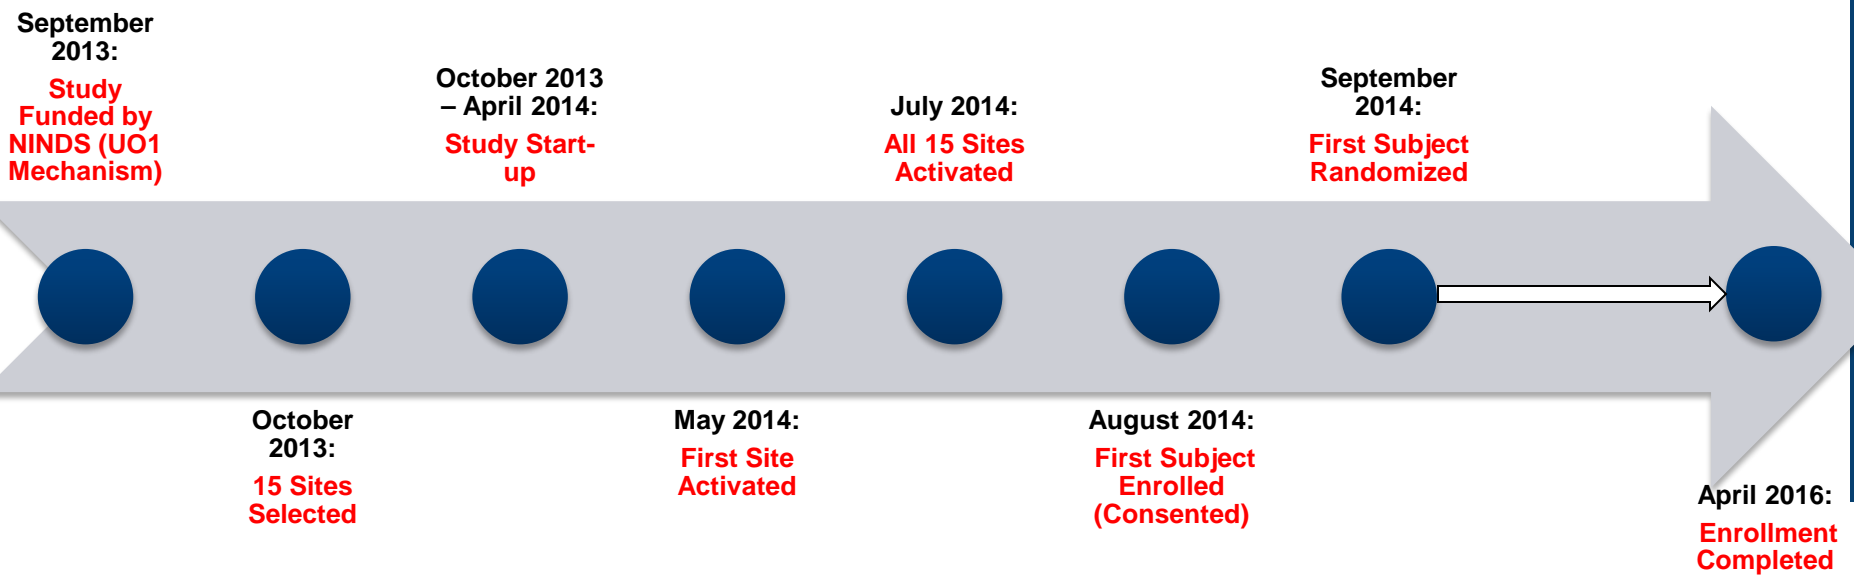 September
2013:
Study
Funded by
NINDS (UO1
Mechanism)
October 2013
– April 2014:
Study Start-
up
July 2014:
All 15 Sites
Activated
September
2014:
First Subject
Randomized
October
2013:
15 Sites
Selected
May 2014:
First Site
Activated
August 2014:
First Subject
Enrolled
(Consented)
April 2016:
Enrollment
Completed